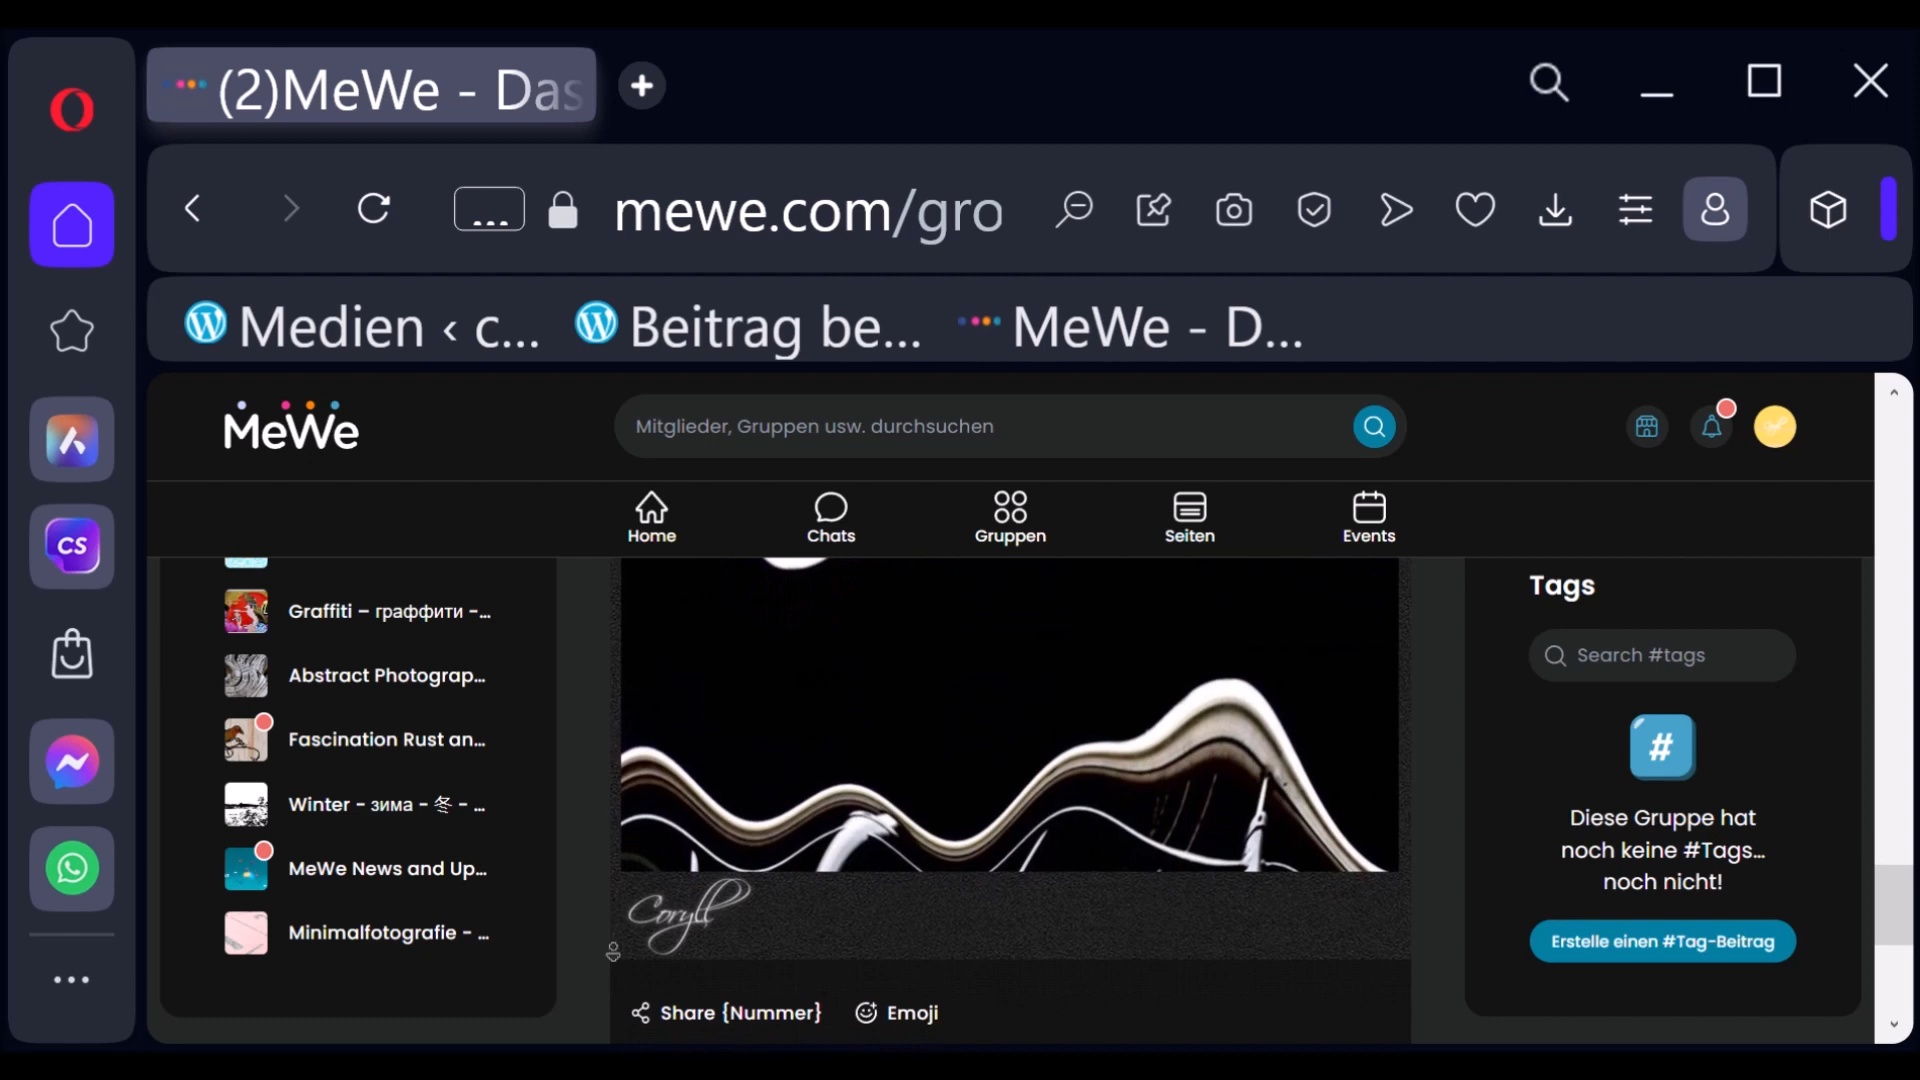 (2)MeWe - Das
mewe.com/gro
Medien ‹ c...
Beitrag be...
MeWe - D...
MeWe
Mitglieder, Gruppen usw. durchsuchen
Home
Chats
Gruppen
Seiten
Events
CS
Graffiti – граффити -...
Abstract Photograp...
Fascination Rust an...
Winter - зима - 冬 - ...
MeWe News and Up...
Minimalfotografie - ...
Coryll
Share {Nummer}
Emoji
Tags
Search #tags
#
Diese Gruppe hat
noch keine #Tags...
noch nicht!
Erstelle einen #Tag-Beitrag